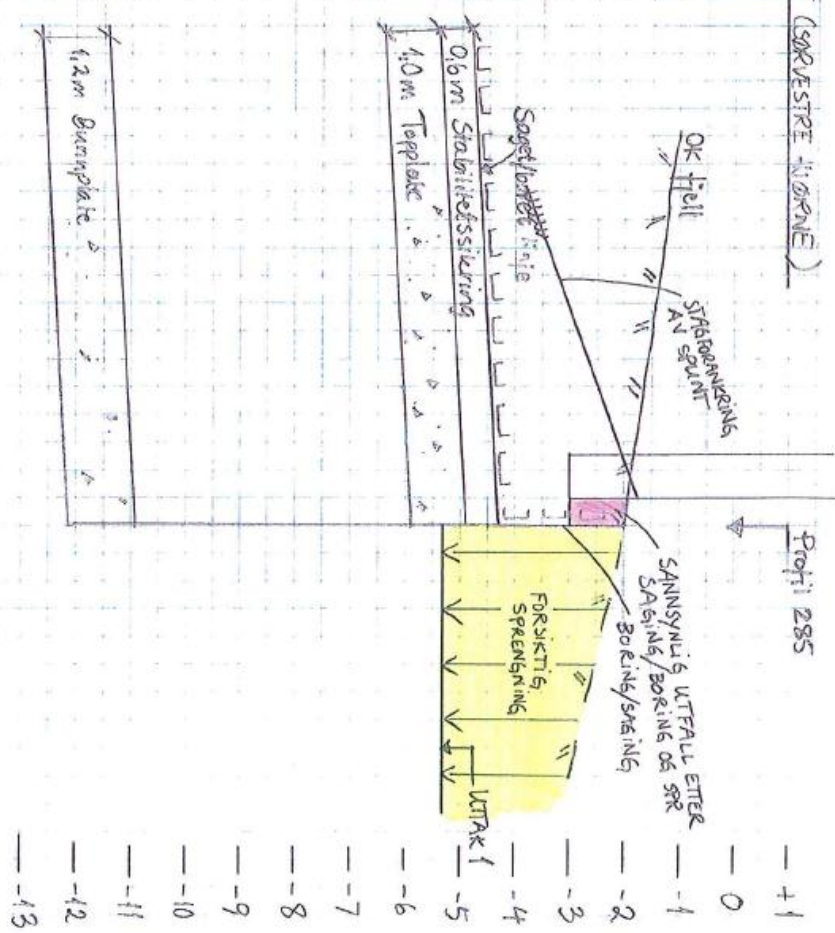 (SØRVESTRE HJØRNE)
Profil 285
OK fjell
STAGFORANKRING
AV SPUNT
SANNSYNLIG UTFALL ETTER
SAGING/BORING OG SPR
BORING/SAGING
FORSIKTIG
SPRENGNING
UTTAK 1
Saget/boret linje
0,6m Stabilitetssikring
1,0m Topplate
1,2m Bunnplate
+1
0
-1
-2
-3
-4
-5
-6
-7
-8
-9
-10
-11
-12
-13